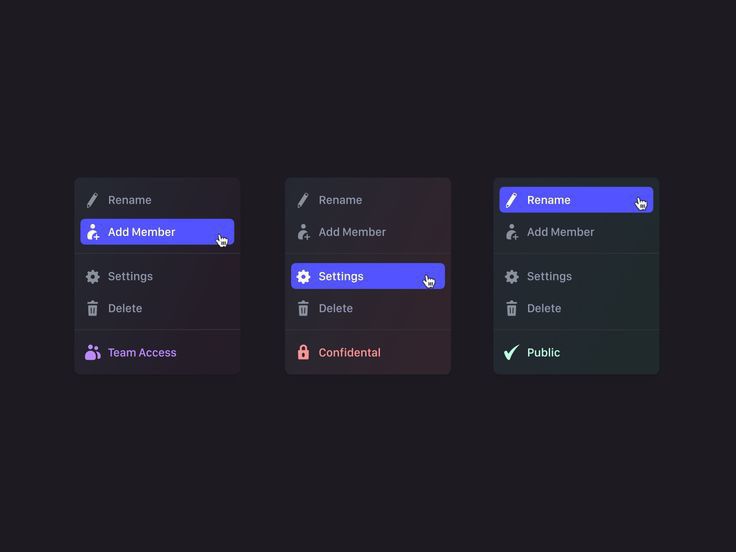 Rename
Add Member
Settings
Delete
Team Access
Rename
Add Member
Settings
Delete
Confidental
Rename
Add Member
Settings
Delete
Public